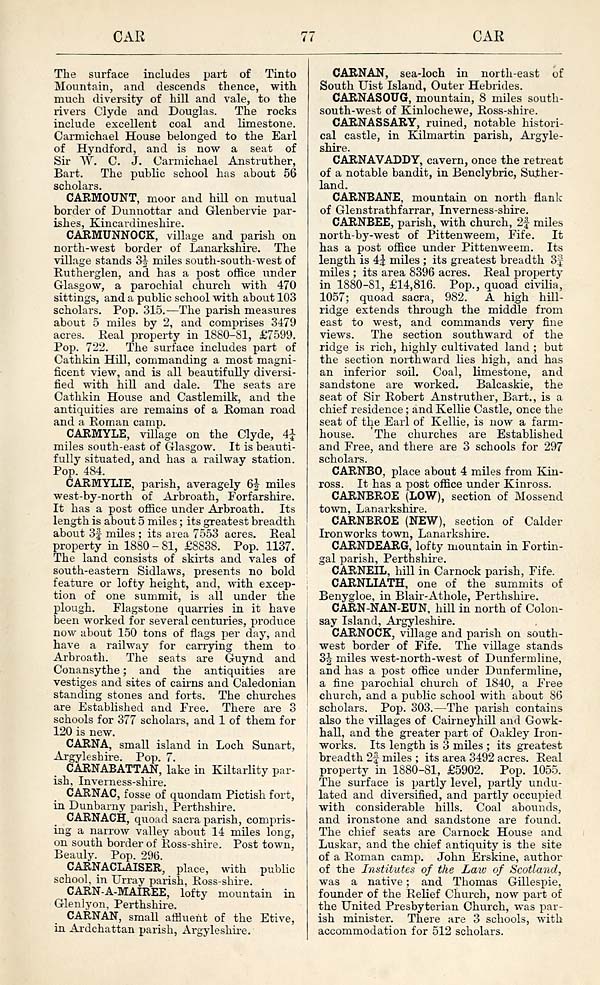 CAR 77 CAR
The surface includes part of Tinto
Mountain, and descends thence, with
much diversity of hill and vale, to the
rivers Clyde and Douglas. The rocks
include excellent coal and limestone.
Carmichael House belonged to the Earl
of Hyndford, and is now a seat of
Sir W. C. J. Carmichael Anstruther,
Bart. The public school has about 56
scholars.
CARMOUNT, moor and hill on mutual
border of Dunnottar and Glenbervie par-
ishes, Kincardineshire.
CARMUNNOCK, village and parish on
north-west border of Lanarkshire. The
village stands 3½ miles south-south-west of
Rutherglen, and has a post office under
Glasgow, a parochial church with 470
sittings, and a public school with about 103
scholars. Pop. 315.—The parish measures
about 5 miles by 2, and comprises 3479
acres. Real property in 1880-81, £7599.
Pop. 722. The surface includes part of
Cathkin Hill, commanding a most magni-
ficent view, and is all beautifully diversi-
fied with hill and dale. The seats are
Cathkin House and Castlemilk, and the
antiquities are remains of a Roman road
and a Roman camp.
CARMYLE, village on the Clyde, 4¼
miles south-east of Glasgow. It is beauti-
fully situated, and has a railway station.
Pop. 484.
CARMYLIE, parish, averagely 6½ miles
west-by-north of Arbroath, Forfarshire.
It has a post office under Arbroath. Its
length is about 5 miles; its greatest breadth
about 3¾ miles; its area 7553 acres. Real
property in 1880-81, £8838. Pop. 1137.
The land consists of skirts and vales of
south-eastern Sidlaws, presents no bold
feature or lofty height, and, with excep-
tion of one summit, is all under the
plough. Flagstone quarries in it have
been worked for several centuries, produce
now about 150 tons of flags per day, and
have a railway for carrying them to
Arbroath. The seats are Guynd and
Conansythe; and the antiquities are
vestiges and sites of cairns and Caledonian
standing stones and forts. The churches
are Established and Free. There are 3
schools for 377 scholars, and 1 of them for
120 is new.
CARNA, small island in Loch Sunart,
Argyleshire. Pop. 7.
CARNABATTAN, lake in Kiltarlity par-
ish, Inverness-shire.
CARNAC, fosse of quondam Pictish fort,
in Dunbarny parish, Perthshire.
CARNACH, quoad sacra parish, compris-
ing a narrow valley about 14 miles long,
on south border of Ross-shire. Post town,
Beauly. Pop. 296.
CARNACLAISER, place, with public
school, in Urray parish, Ross-shire.
CARN-A-MAIREE, lofty mountain in
Glenlyon, Perthshire.
CARNAN, small affluent of the Etive,
in Ardchattan parish, Argyleshire.
CARNAN, sea-loch in north-east of
South Uist Island, Outer Hebrides.
CARNASOUG, mountain, 8 miles south-
south-west of Kinlochewe, Ross-shire.
CARNASSARY, ruined, notable histori-
cal castle, in Kilmartin parish, Argyle-
shire.
CARNAVADDY, cavern, once the retreat
of a notable bandit, in Benclybric, Suther-
land.
CARNBANE, mountain on north flank
of Glenstrathfarrar, Inverness-shire.
CARNBEE, parish, with church, 2¾ miles
north-by-west of Pittenweem, Fife. It
has a post office under Pittenweem. Its
length is 4¼ miles; its greatest breadth 3¾
miles; its area 8396 acres. Real property
in 1880-81, £14,816. Pop., quoad civilia,
1057; quoad sacra, 982. A high hill-
ridge extends through the middle from
east to west, and commands very fine
views. The section southward of the
ridge is rich, highly cultivated land; but
the section northward lies high, and has
an inferior soil. Coal, limestone, and
sandstone are worked. Balcaskie, the
seat of Sir Robert Anstruther, Bart., is a
chief residence; and Kellie Castle, once the
seat of the Earl of Kellie, is now a farm-
house. The churches are Established
and Free, and there are 3 schools for 297
scholars.
CARNBO, place about 4 miles from Kin-
ross. It has a post office under Kinross.
CARNBROE (LOW), section of Mossend
town, Lanarkshire.
CARNBROE (NEW), section of Calder
Ironworks town, Lanarkshire.
CARNDEARG, lofty mountain in Fortin-
gal parish, Perthshire.
CARNEIL, hill in Carnock parish, Fife.
CARNLIATH, one of the summits of
Benygloe, in Blair-Athole, Perthshire.
CARN-NAN-EUN, hill in north of Colon-
say Island, Argyleshire.
CARNOCK, village and parish on south-
west border of Fife. The village stands
3½ miles west-north-west of Dunfermline,
and has a post office under Dunfermline,
a fine parochial church of 1840, a Free
church, and a public school with about 86
scholars. Pop. 303.—The parish contains
also the villages of Cairneyhill and Gowk-
hall, and the greater part of Oakley Iron-
works. Its length is 3 miles; its greatest
breadth 2¾ miles; its area 3492 acres. Real
property in 1880-81, £5902. Pop. 1055.
The surface is partly level, partly undu-
lated and diversified, and partly occupied
with considerable hills. Coal abounds,
and ironstone and sandstone are found.
The chief seats are Carnock House and
Luskar, and the chief antiquity is the site
of a Roman camp. John Erskine, author
of the Institutes of the Law of Scotland,
was a native; and Thomas Gillespie,
founder of the Relief Church, now part of
the United Presbyterian Church, was par-
ish minister. There are 3 schools, with
accommodation for 512 scholars.